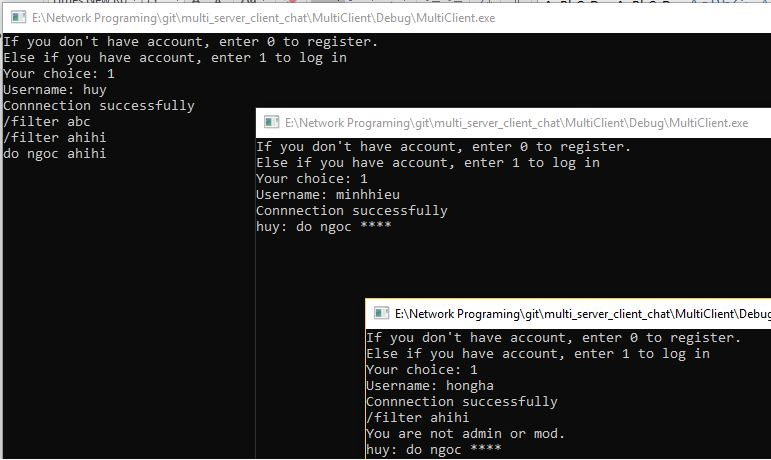 E:\Network Programing\git\multi_server_client_chat\MultiClient\Debug\MultiClient.exe
If you don't have account, enter 0 to register.
Else if you have account, enter 1 to log in
Your choice: 1
Username: huy
Connnection successfully
/filter abc
/filter ahihi
do ngoc ahihi
E:\Network Programing\git\multi_server_client_chat\MultiClient\Debug\MultiClient.exe
If you don't have account, enter 0 to register.
Else if you have account, enter 1 to log in
Your choice: 1
Username: minhhieu
Connnection successfully
huy: do ngoc ****
E:\Network Programing\git\multi_server_client_chat\MultiClient\Debug
If you don't have account, enter 0 to register.
Else if you have account, enter 1 to log in
Your choice: 1
Username: hongha
Connnection successfully
/filter ahihi
You are not admin or mod.
huy: do ngoc ****